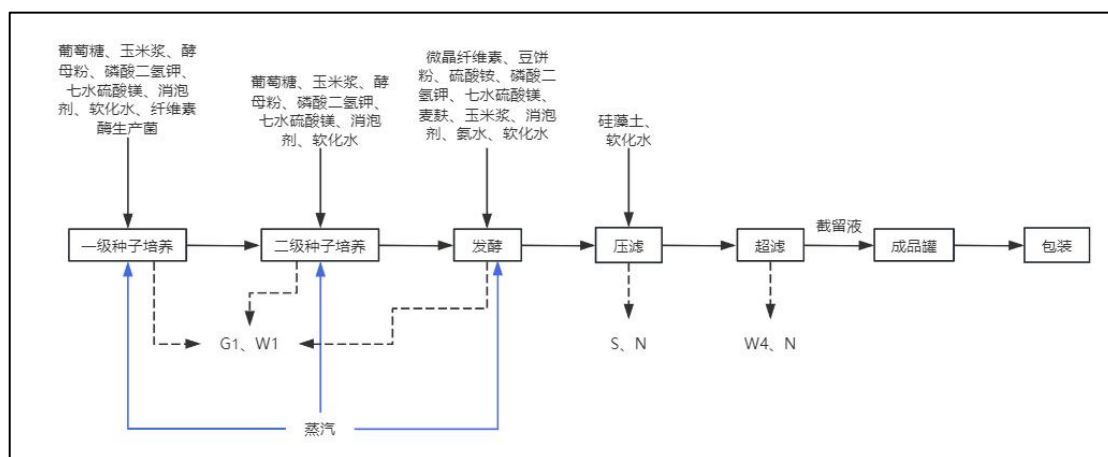 葡萄糖、玉米浆、酵
母粉、磷酸二氢钾、
七水硫酸镁、消泡
剂、软化水、纤维素
酶生产菌
葡萄糖、玉米浆、酵
母粉、磷酸二氢钾、
七水硫酸镁、消泡
剂、软化水
微晶纤维素、豆饼
粉、硫酸铵、磷酸二
氢钾、七水硫酸镁、
麦麸、玉米浆、消泡
剂、氨水、软化水
硅藻土、
软化水
一级种子培养
二级种子培养
发酵
压滤
超滤
截留液
成品罐
包装
G1、W1
S、N
W4、N
蒸汽